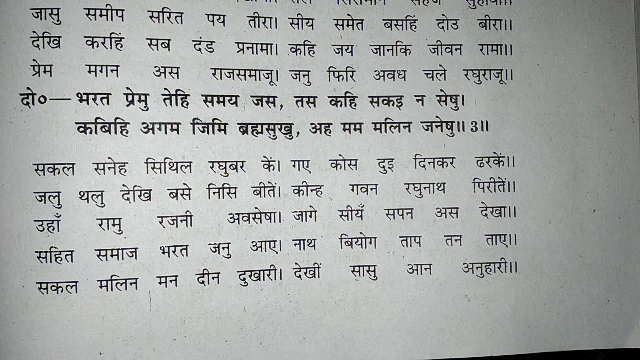 जासु समीप सरित पय तीरा। सीय समेत बसहिं दोउ बीरा।।
देखि करहिं सब दंड प्रनामा। कहि जय जानकि जीवन रामा।।
प्रेम मगन अस राजसमाजू। जनु फिरि अवध चले रघुराजू।।
दो०— भरत प्रेमु तेहि समय जस, तस कहि सकइ न सेषु।
कबिहि अगम जिमि ब्रह्मसुखु, अह मम मलिन जनेषु।। 3।।
सकल सनेह सिथिल रघुबर कें। गए कोस दुइ दिनकर ढरकें।।
जलु थलु देखि बसे निसि बीतें। कीन्ह गवन रघुनाथ पिरीतें।।
उहाँ रामु रजनी अवसेषा। जागे सीयँ सपन अस देखा।।
सहित समाज भरत जनु आए। नाथ बियोग ताप तन ताए।।
सकल मलिन मन दीन दुखारी। देखीं सासु आन अनुहारी।।